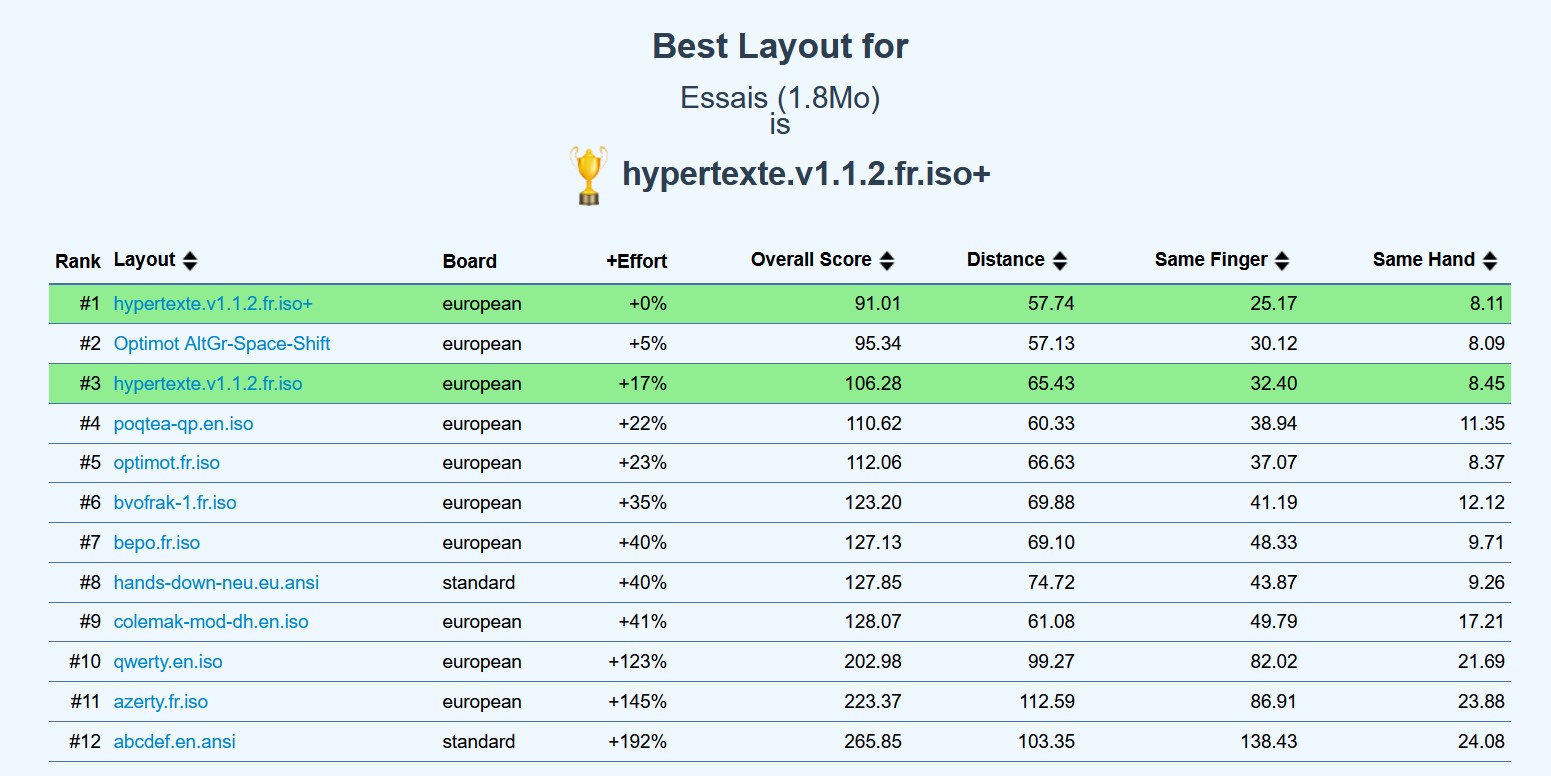 Best Layout for
Essais (1.8Mo)
is
hypertexte.v1.1.2.fr.iso+
Rank Layout Board +Effort Overall Score Distance Same Finger Same Hand
#1 hypertexte.v1.1.2.fr.iso+ european +0% 91.01 57.74 25.17 8.11
#2 Optimot AltGr-Space-Shift european +5% 95.34 57.13 30.12 8.09
#3 hypertexte.v1.1.2.fr.iso european +17% 106.28 65.43 32.40 8.45
#4 poqtea-qp.en.iso european +22% 110.62 60.33 38.94 11.35
#5 optimot.fr.iso european +23% 112.06 66.63 37.07 8.37
#6 bvofrak-1.fr.iso european +35% 123.20 69.88 41.19 12.12
#7 bepo.fr.iso european +40% 127.13 69.10 48.33 9.71
#8 hands-down-neu.eu.ansi standard +40% 127.85 74.72 43.87 9.26
#9 colemak-mod-dh.en.iso european +41% 128.07 61.08 49.79 17.21
#10 qwerty.en.iso european +123% 202.98 99.27 82.02 21.69
#11 azerty.fr.iso european +145% 223.37 112.59 86.91 23.88
#12 abcdef.en.ansi standard +192% 265.85 103.35 138.43 24.08